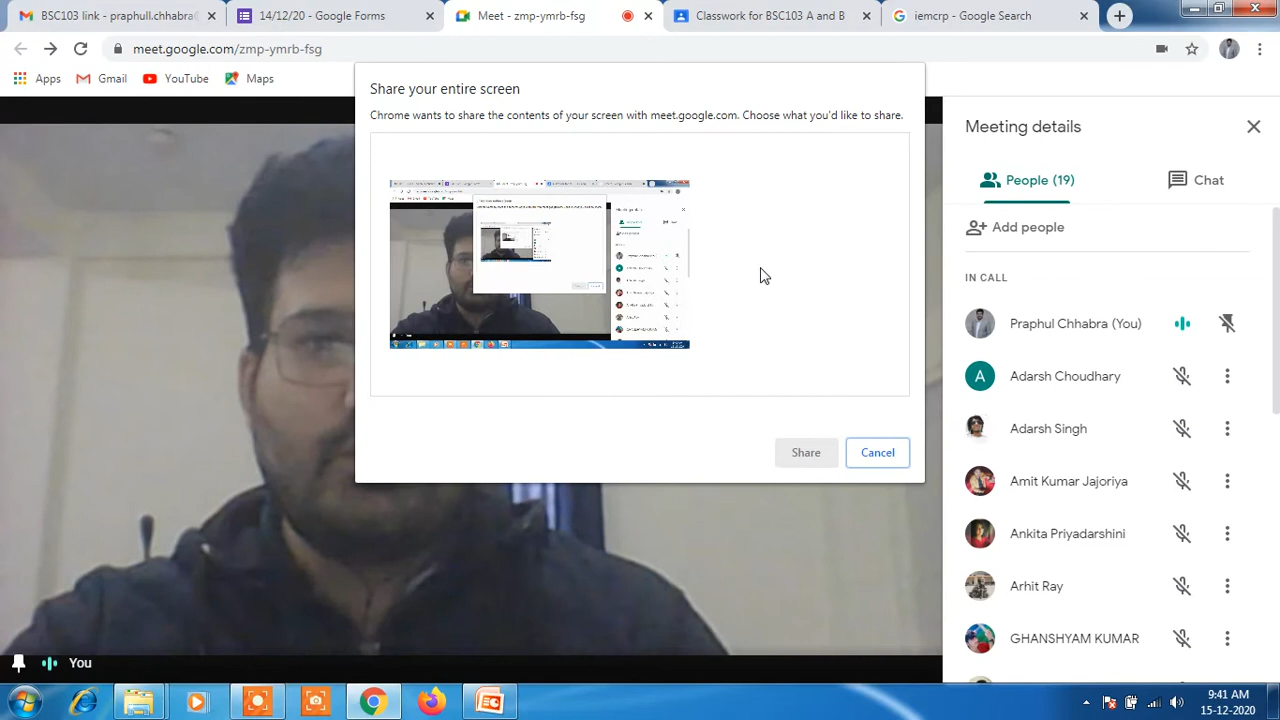 BSC103 link - praphull.chhabra
14/12/20 - Google Forms
Meet - zmp-ymrb-fsg
Classwork for BSC103 A and B
iemcrp - Google Search
meet.google.com/zmp-ymrb-fsg
Apps Gmail YouTube Maps
Share your entire screen
Chrome wants to share the contents of your screen with meet.google.com. Choose what you'd like to share.
Share Cancel
Meeting details
People (19) Chat
Add people
IN CALL
Praphul Chhabra (You)
A Adarsh Choudhary
Adarsh Singh
Amit Kumar Jajoriya
Ankita Priyadarshini
Arhit Ray
GHANSHYAM KUMAR
You
9:41 AM
15-12-2020